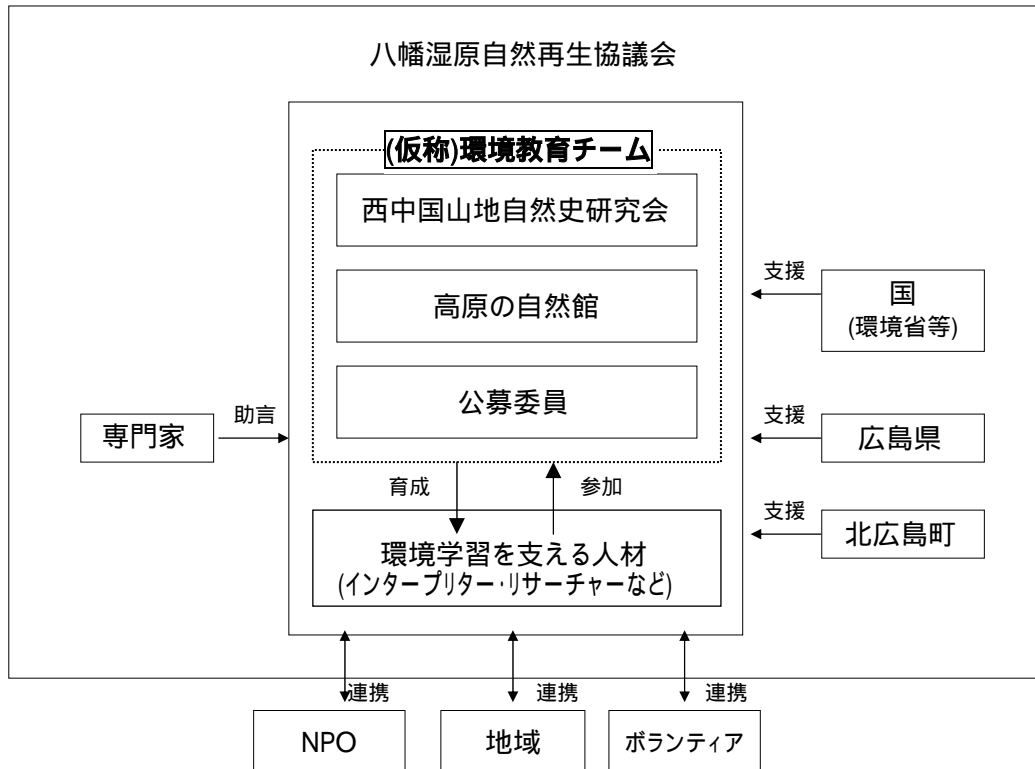 八幡湿原自然再生協議会
(仮称)環境教育チーム
西中国山地自然史研究会
高原の自然館
公募委員
専門家
助言
支援
国
(環境省等)
支援
広島県
支援
北広島町
育成
参加
環境学習を支える人材
(インタープリター・リサーチャーなど)
連携
連携
連携
NPO
地域
ボランティア